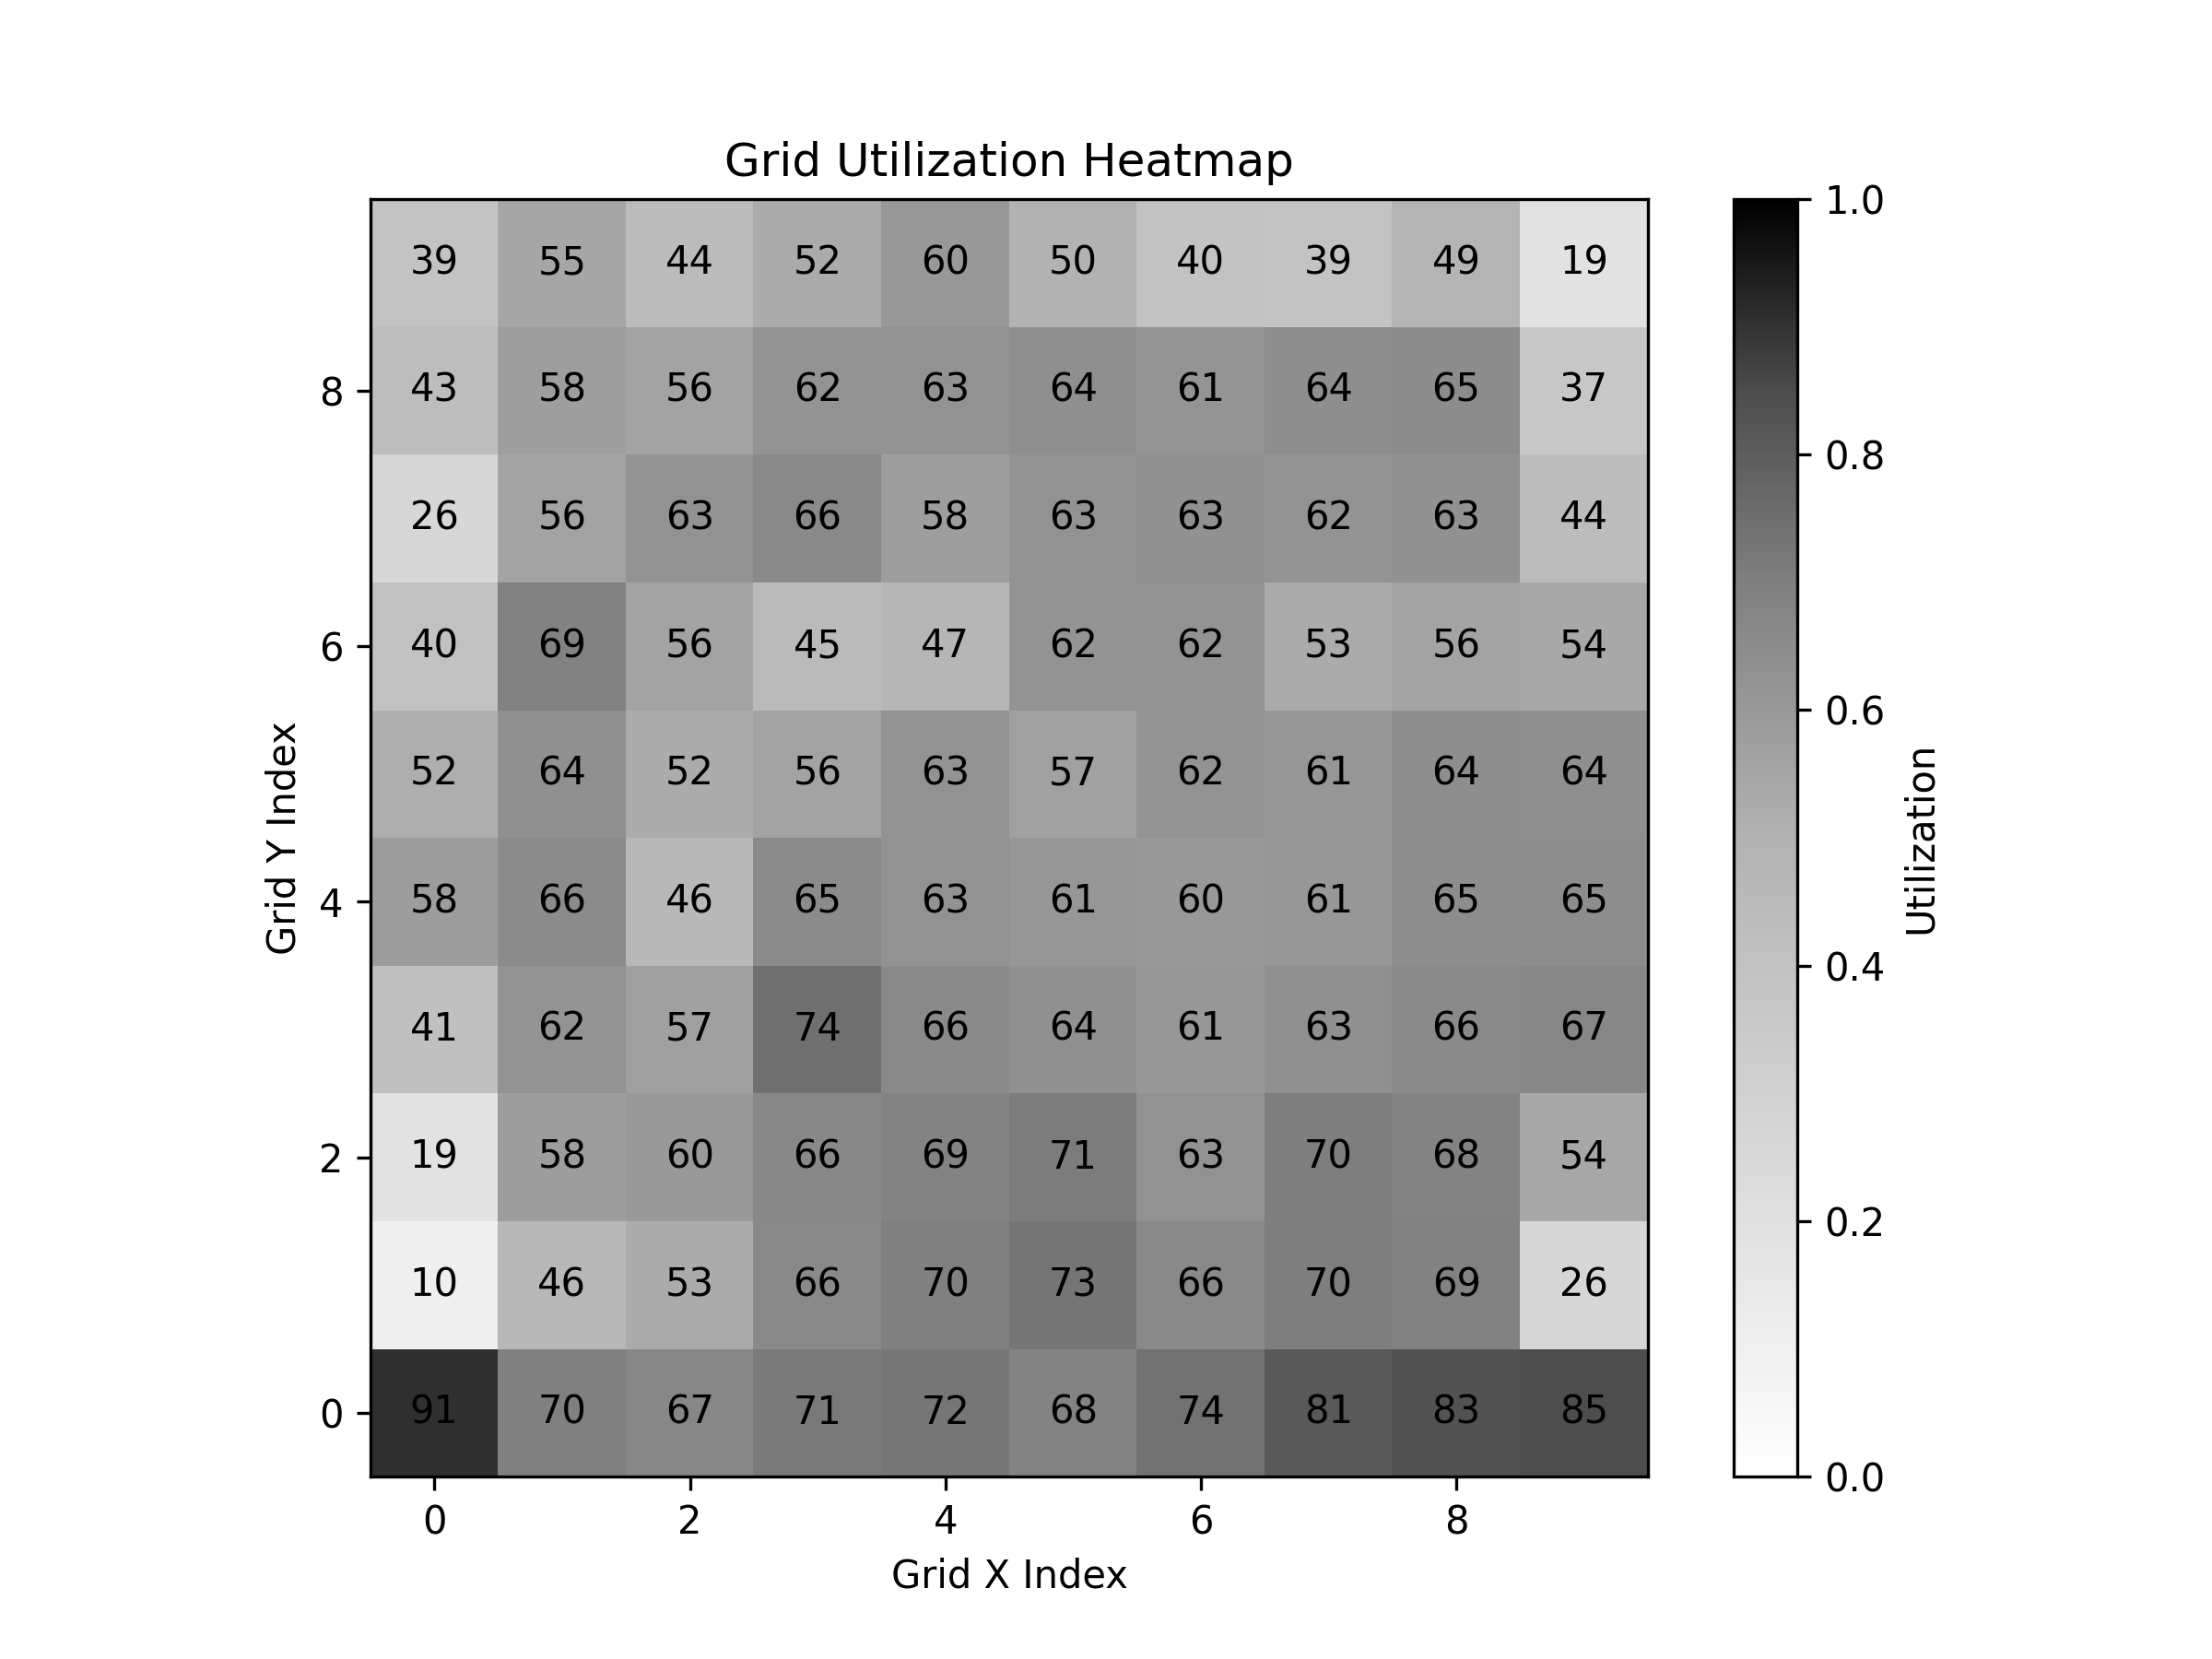 Grid Utilization Heatmap
39 55 44 52 60 50 40 39 49 19
8 43 58 56 62 63 64 61 64 65 37
26 56 63 66 58 63 63 62 63 44
6 40 69 56 45 47 62 62 53 56 54
52 64 52 56 63 57 62 61 64 64
4 58 66 46 65 63 61 60 61 65 65
41 62 57 74 66 64 61 63 66 67
2 19 58 60 66 69 71 63 70 68 54
10 46 53 66 70 73 66 70 69 26
0 91 70 67 71 72 68 74 81 83 85
0 2 4 6 8
Grid X Index
Grid Y Index
1.0
0.8
0.6
0.4
0.2
0.0
Utilization